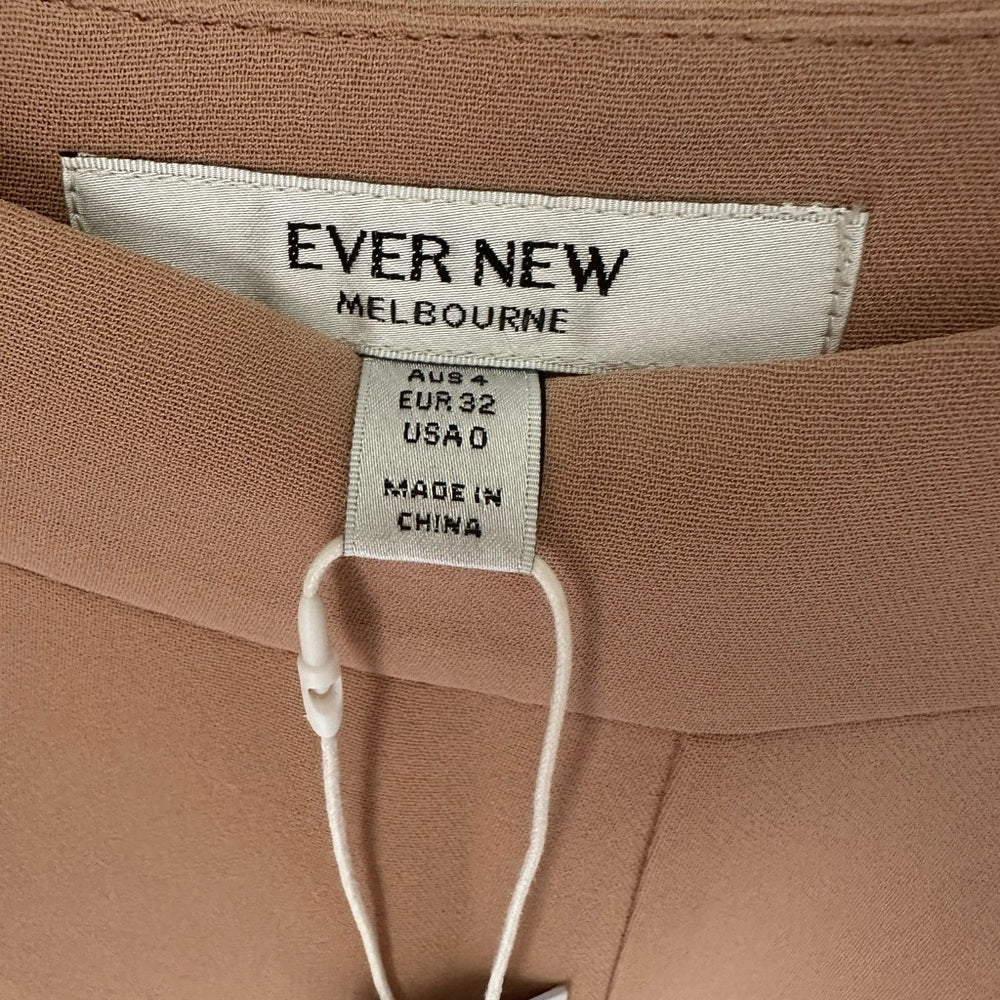 EVER NEW
MELBOURNE
AUS 4
EUR 32
USA 0
MADE IN
CHINA